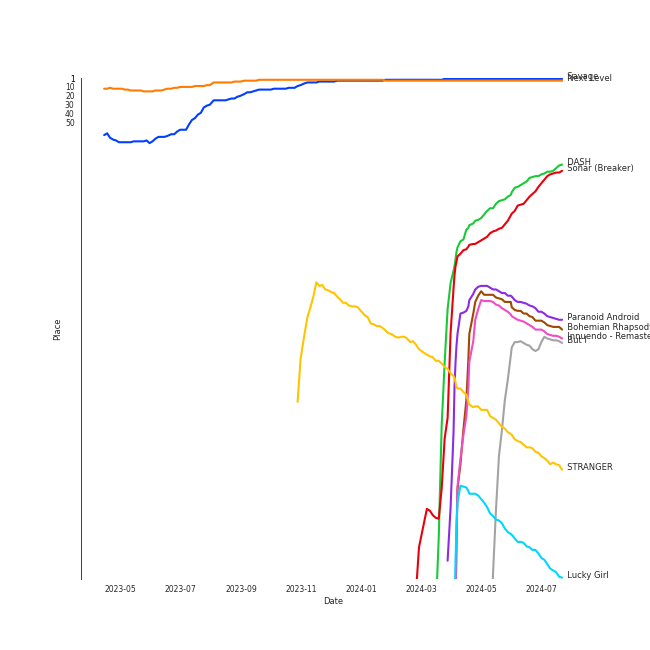 Savage
Next Level
1
10
20
30
40
50
DASH
Sonar (Breaker)
Place
Paranoid Android
Bohemian Rhapsody
Innuendo - Remaste
But I
STRANGER
Lucky Girl
2023-05 2023-07 2023-09 2023-11 2024-01 2024-03 2024-05 2024-07
Date